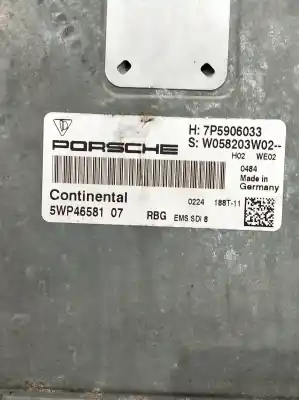 PORSCHE
H: 7P5906033
S: W058203W02--
H02 WE02
0484
Made in
Germany
Continental
5WP46581 07
RBG EMS SDI 8
0224 188T-11